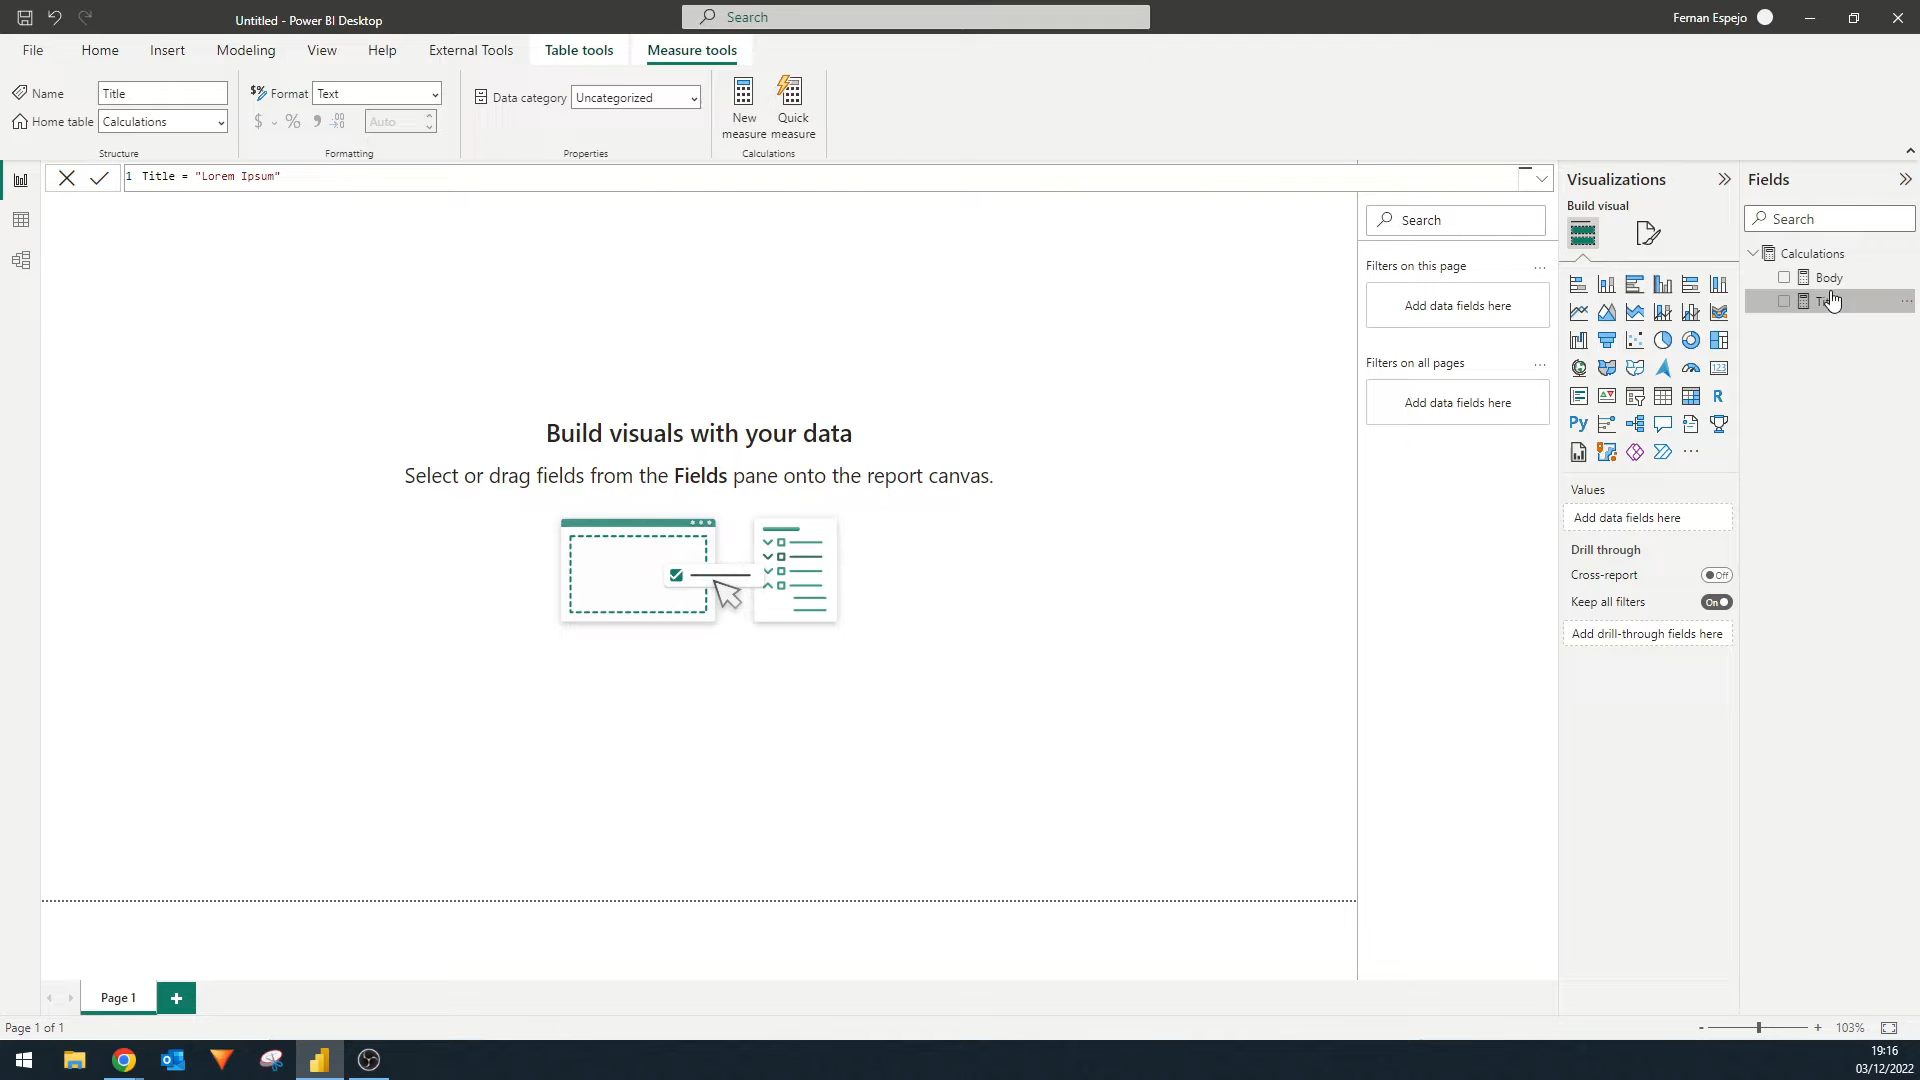 Untitled - Power BI Desktop
Search
Fernan Espejo
File Home Insert Modeling View Help External Tools Table tools Measure tools
Name Title
Home table Calculations
Structure
Format Text
$ % 9 .00 Auto
Formatting
Data category Uncategorized
Properties
New measure
Quick measure
Calculations
1 Title = "Lorem Ipsum"
Build visuals with your data
Select or drag fields from the Fields pane onto the report canvas.
Search
Filters on this page ...
Add data fields here
Filters on all pages ...
Add data fields here
Visualizations
Build visual
123
R
Py
...
Values
Add data fields here
Drill through
Cross-report Off
Keep all filters On
Add drill-through fields here
Fields
Search
Calculations
Body
...
Page 1
+
Page 1 of 1
- + 103%
19:16
03/12/2022